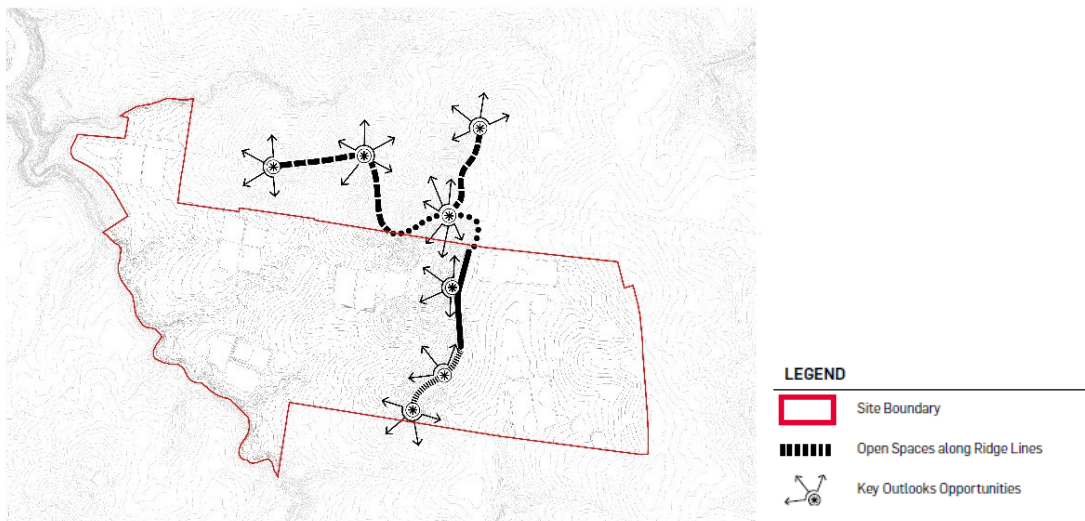 LEGEND
Site Boundary
Open Spaces along Ridge Lines
Key Outlooks Opportunities